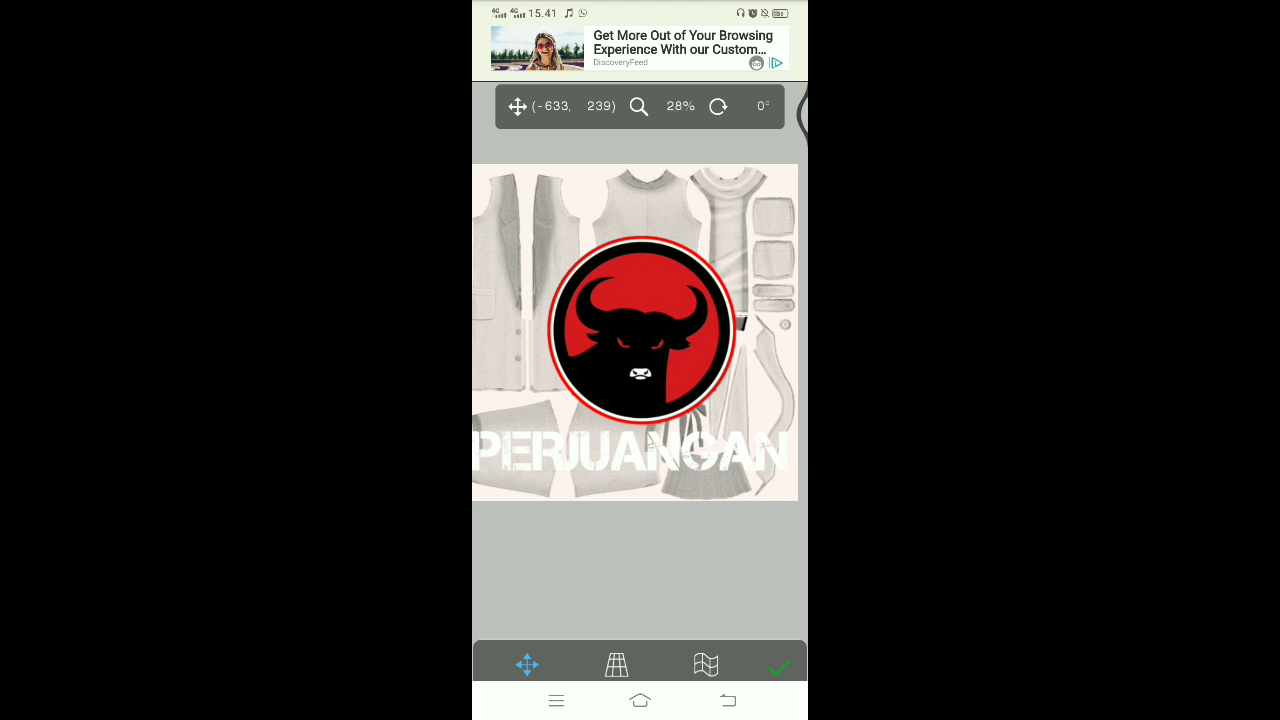 4G 4G 15.41
Get More Out of Your Browsing
Experience With our Custom...
DiscoveryFeed
(-633, 239) 28% 0°
PERJUANGAN